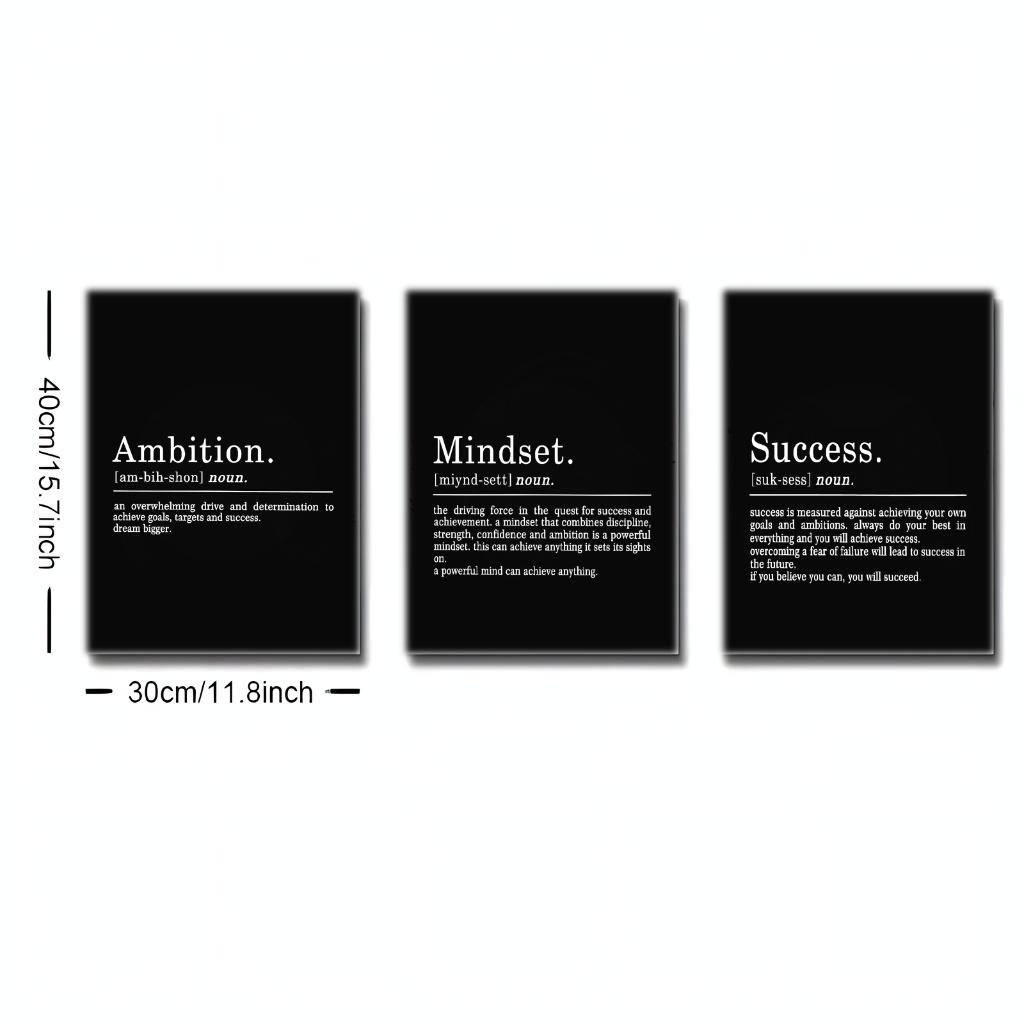 40cm/15.7inch
Ambition.
[am-bih-shon] noun.
an overwhelming drive and determination to
achieve goals, targets and success.
dream bigger.
Mindset.
[miynd-sett] noun.
the driving force in the quest for success and
achievement. a mindset that combines discipline,
strength, confidence and ambition is a powerful
mindset. this can achieve anything it sets its sights
on.
a powerful mind can achieve anything.
Success.
[suk-sess] noun.
success is measured against achieving your own
goals and ambitions. always do your best in
everything and you will achieve success.
overcoming a fear of failure will lead to success in
the future.
if you believe you can, you will succeed.
30cm/11.8inch